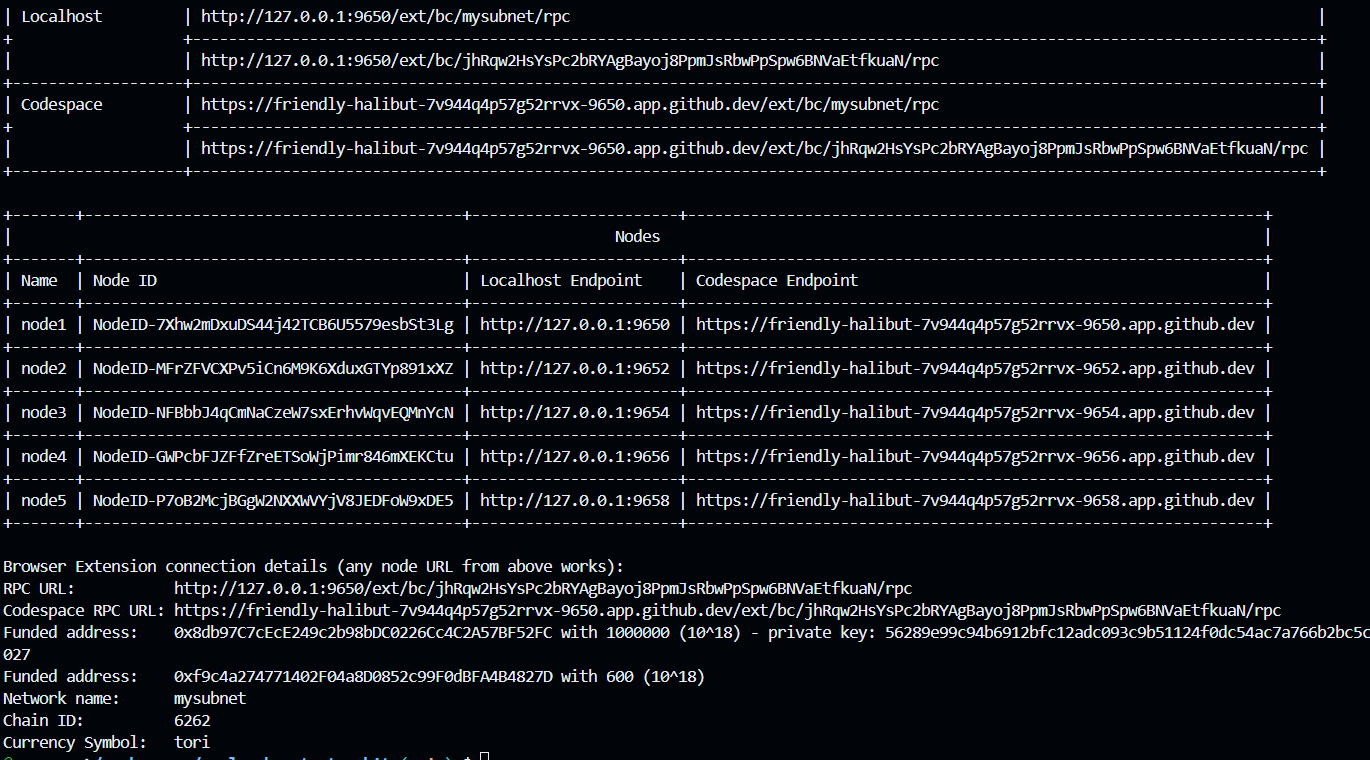 | Localhost | http://127.0.0.1:9650/ext/bc/mysubnet/rpc |
| | http://127.0.0.1:9650/ext/bc/jhRqw2HsYsPc2bRYAgBayoj8PpmJsRbwPpSpw6BNVaEtfkuaN/rpc |
| Codespace | https://friendly-halibut-7v944q4p57g52rrvx-9650.app.github.dev/ext/bc/mysubnet/rpc |
| | https://friendly-halibut-7v944q4p57g52rrvx-9650.app.github.dev/ext/bc/jhRqw2HsYsPc2bRYAgBayoj8PpmJsRbwPpSpw6BNVaEtfkuaN/rpc |
| Nodes |
| Name | Node ID | Localhost Endpoint | Codespace Endpoint |
| node1 | NodeID-7Xhw2mDxuDS44j42TCB6U5579esbSt3Lg | http://127.0.0.1:9650 | https://friendly-halibut-7v944q4p57g52rrvx-9650.app.github.dev |
| node2 | NodeID-MFrZFVCXPv5iCn6M9K6XduxGTYp891xXZ | http://127.0.0.1:9652 | https://friendly-halibut-7v944q4p57g52rrvx-9652.app.github.dev |
| node3 | NodeID-NFBbbJ4qCmNaCzeW7sxErhvWqvEQMnYcN | http://127.0.0.1:9654 | https://friendly-halibut-7v944q4p57g52rrvx-9654.app.github.dev |
| node4 | NodeID-GWPcbFJZFfZreETSoWjPimr846mXEKCtu | http://127.0.0.1:9656 | https://friendly-halibut-7v944q4p57g52rrvx-9656.app.github.dev |
| node5 | NodeID-P7oB2McjBGgW2NXXWVYjV8JEDFoW9xDE5 | http://127.0.0.1:9658 | https://friendly-halibut-7v944q4p57g52rrvx-9658.app.github.dev |
Browser Extension connection details (any node URL from above works):
RPC URL: http://127.0.0.1:9650/ext/bc/jhRqw2HsYsPc2bRYAgBayoj8PpmJsRbwPpSpw6BNVaEtfkuaN/rpc
Codespace RPC URL: https://friendly-halibut-7v944q4p57g52rrvx-9650.app.github.dev/ext/bc/jhRqw2HsYsPc2bRYAgBayoj8PpmJsRbwPpSpw6BNVaEtfkuaN/rpc
Funded address: 0x8db97C7cEcE249c2b98bDC0226Cc4C2A57BF52FC with 1000000 (10^18) - private key: 56289e99c94b6912bfc12adc093c9b51124f0dc54ac7a766b2bc5c
027
Funded address: 0xf9c4a274771402F04a8D0852c99F0dBFA4B4827D with 600 (10^18)
Network name: mysubnet
Chain ID: 6262
Currency Symbol: tori